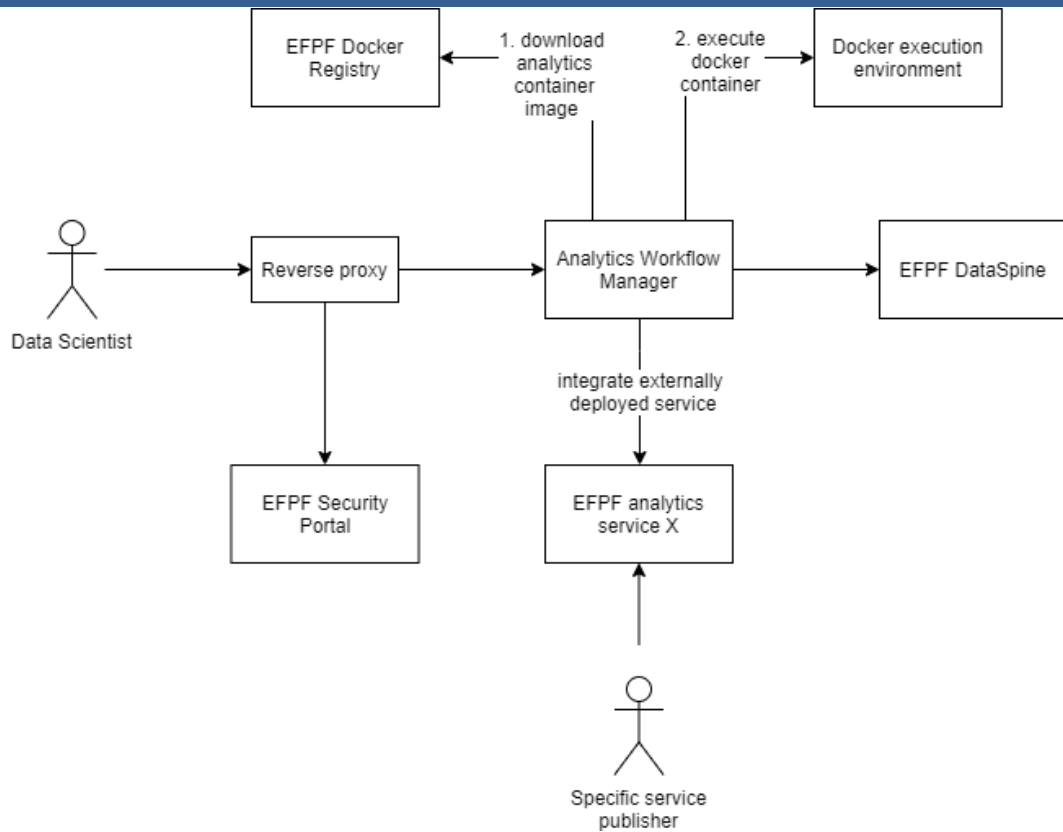 EFPF Docker
Registry
1. download
analytics
container
image
2. execute
docker
container
Docker execution
environment
Data Scientist
Reverse proxy
Analytics Workflow
Manager
EFPF DataSpine
integrate externally
deployed service
EFPF Security
Portal
EFPF analytics
service X
Specific service
publisher